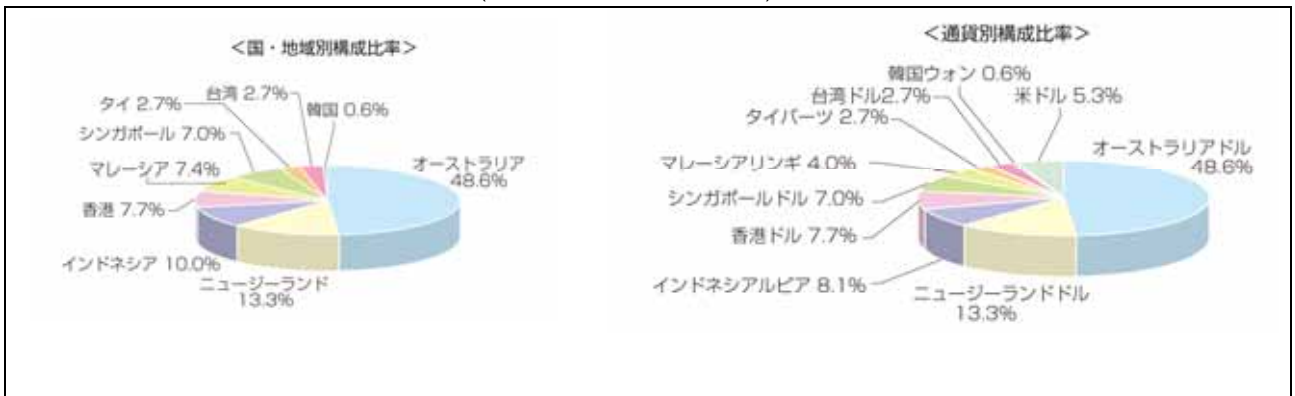 ＜国・地域別構成比率＞
タイ 2.7%
台湾 2.7%
韓国 0.6%
シンガポール 7.0%
マレーシア 7.4%
香港 7.7%
インドネシア 10.0%
ニュージーランド
13.3%
オーストラリア
48.6%
＜通貨別構成比率＞
韓国ウォン 0.6%
台湾ドル2.7%
米ドル 5.3%
タイバーツ 2.7%
マレーシアリンギ 4.0%
シンガポールドル 7.0%
香港ドル 7.7%
インドネシアルピア 8.1%
ニュージーランドドル
13.3%
オーストラリアドル
48.6%